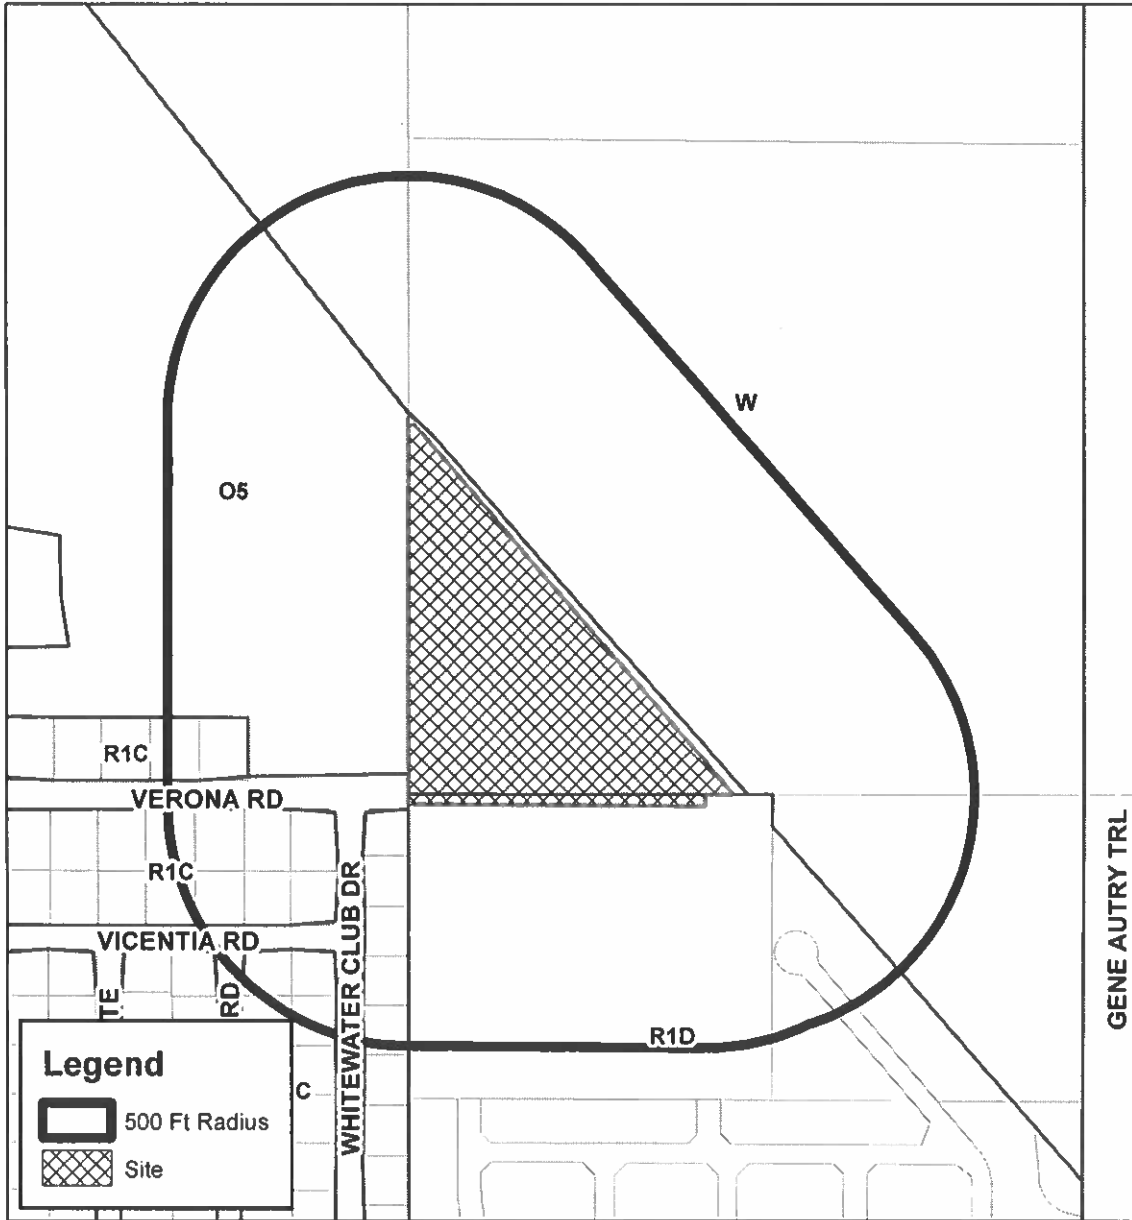 W
O5
R1C
VERONA RD
R1C
VICENTIA RD
WHITEWATER CLUB DR
GENE AUTRY TRL
TE
RD
R1D
C
Legend
500 Ft Radius
Site